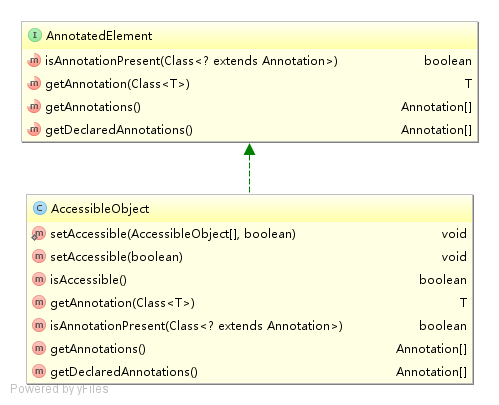 I AnnotatedElement
m isAnnotationPresent(Class<? extends Annotation>) boolean
m getAnnotation(Class<T>) T
m getAnnotations() Annotation[]
m getDeclaredAnnotations() Annotation[]
C AccessibleObject
m setAccessible(AccessibleObject[], boolean) void
m setAccessible(boolean) void
m isAccessible() boolean
m getAnnotation(Class<T>) T
m isAnnotationPresent(Class<? extends Annotation>) boolean
m getAnnotations() Annotation[]
m getDeclaredAnnotations() Annotation[]
Powered by yFiles